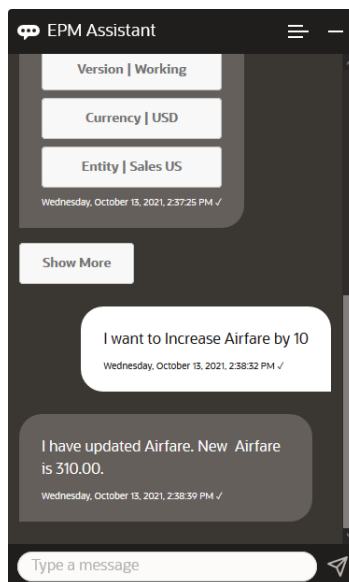 EPM Assistant
Version | Working
Currency | USD
Entity | Sales US
Wednesday, October 13, 2021, 2:37:25 PM ✓
Show More
I want to Increase Airfare by 10
Wednesday, October 13, 2021, 2:38:32 PM ✓
I have updated Airfare. New Airfare
is 310.00.
Wednesday, October 13, 2021, 2:38:39 PM ✓
Type a message